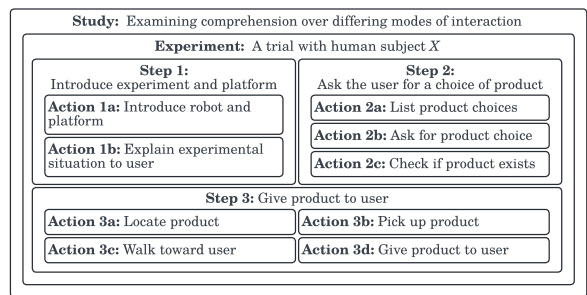 Study: Examining comprehension over differing modes of interaction
Experiment: A trial with human subject X
Step 1:
Introduce experiment and platform
Action 1a: Introduce robot and
platform
Action 1b: Explain experimental
situation to user
Step 2:
Ask the user for a choice of product
Action 2a: List product choices
Action 2b: Ask for product choice
Action 2c: Check if product exists
Step 3: Give product to user
Action 3a: Locate product
Action 3b: Pick up product
Action 3c: Walk toward user
Action 3d: Give product to user